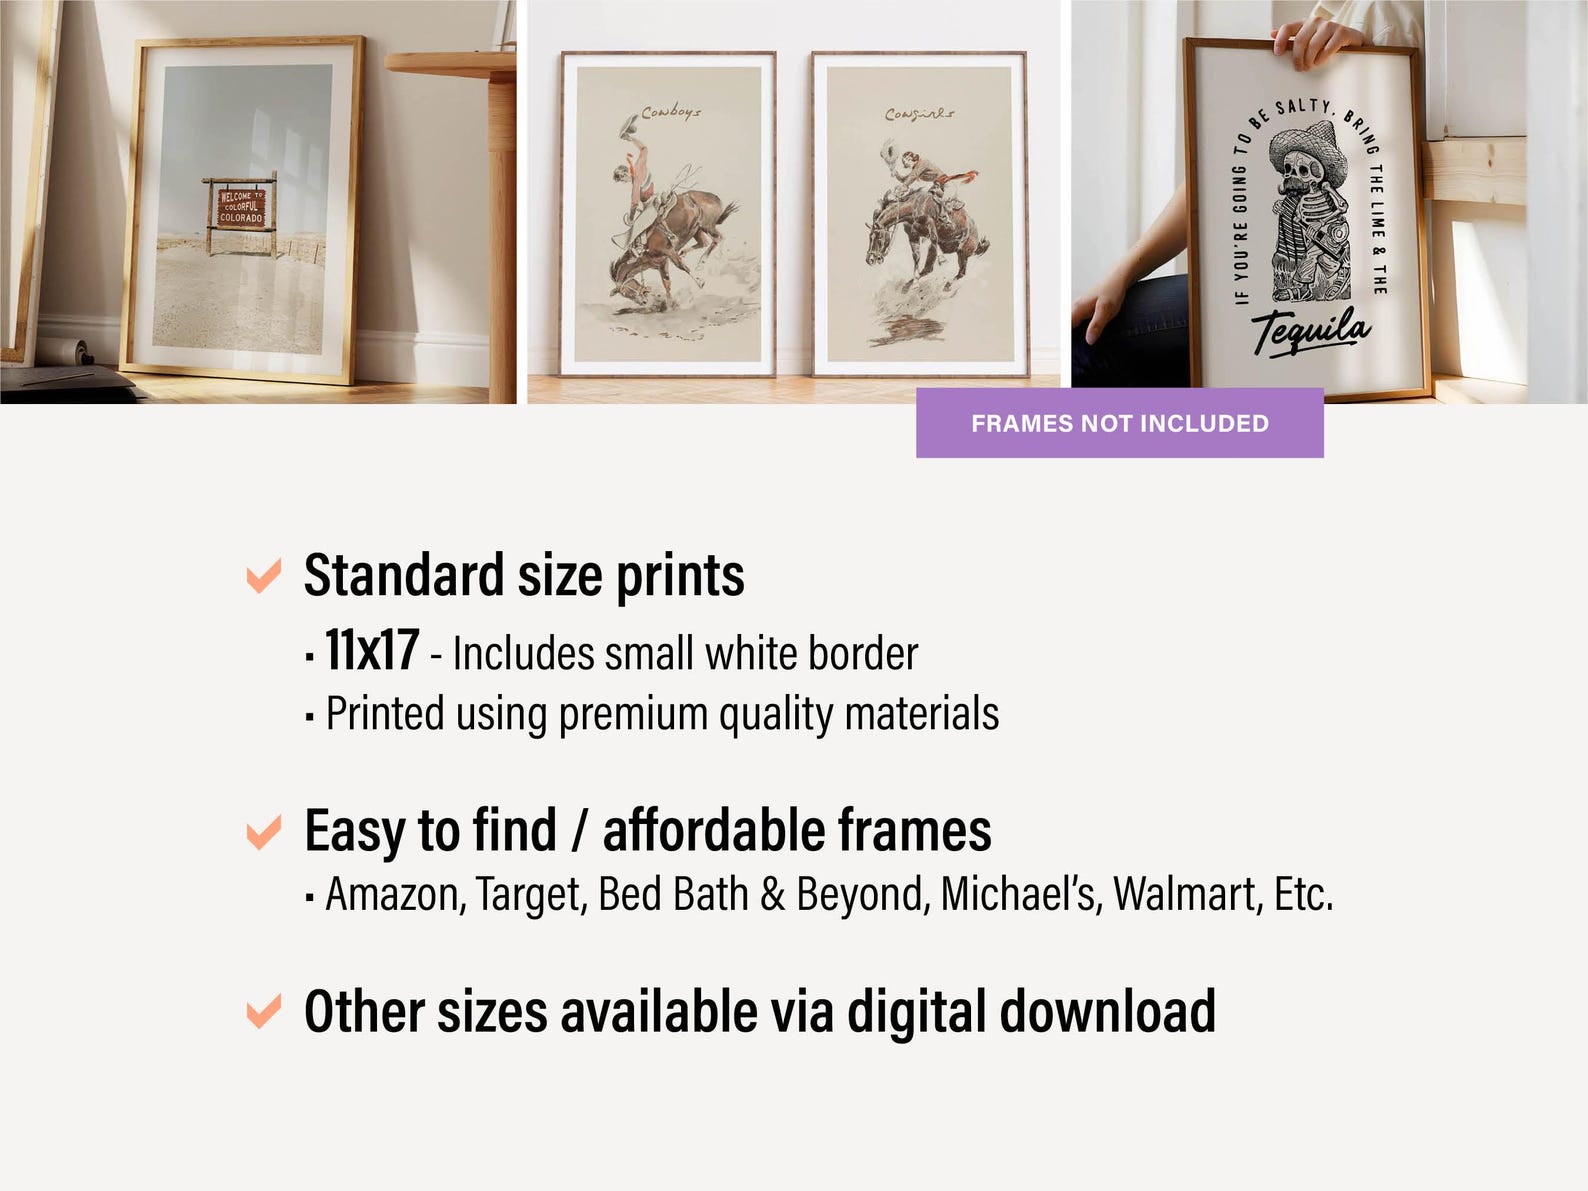 WELCOME TO
COLORFUL
COLORADO
Cowboys
Cowgirls
IF YOU'RE GOING TO BE SALTY, BRING THE LIME & THE
Tequila
FRAMES NOT INCLUDED
Standard size prints
· 11x17 - Includes small white border
· Printed using premium quality materials
Easy to find / affordable frames
· Amazon, Target, Bed Bath & Beyond, Michael's, Walmart, Etc.
Other sizes available via digital download